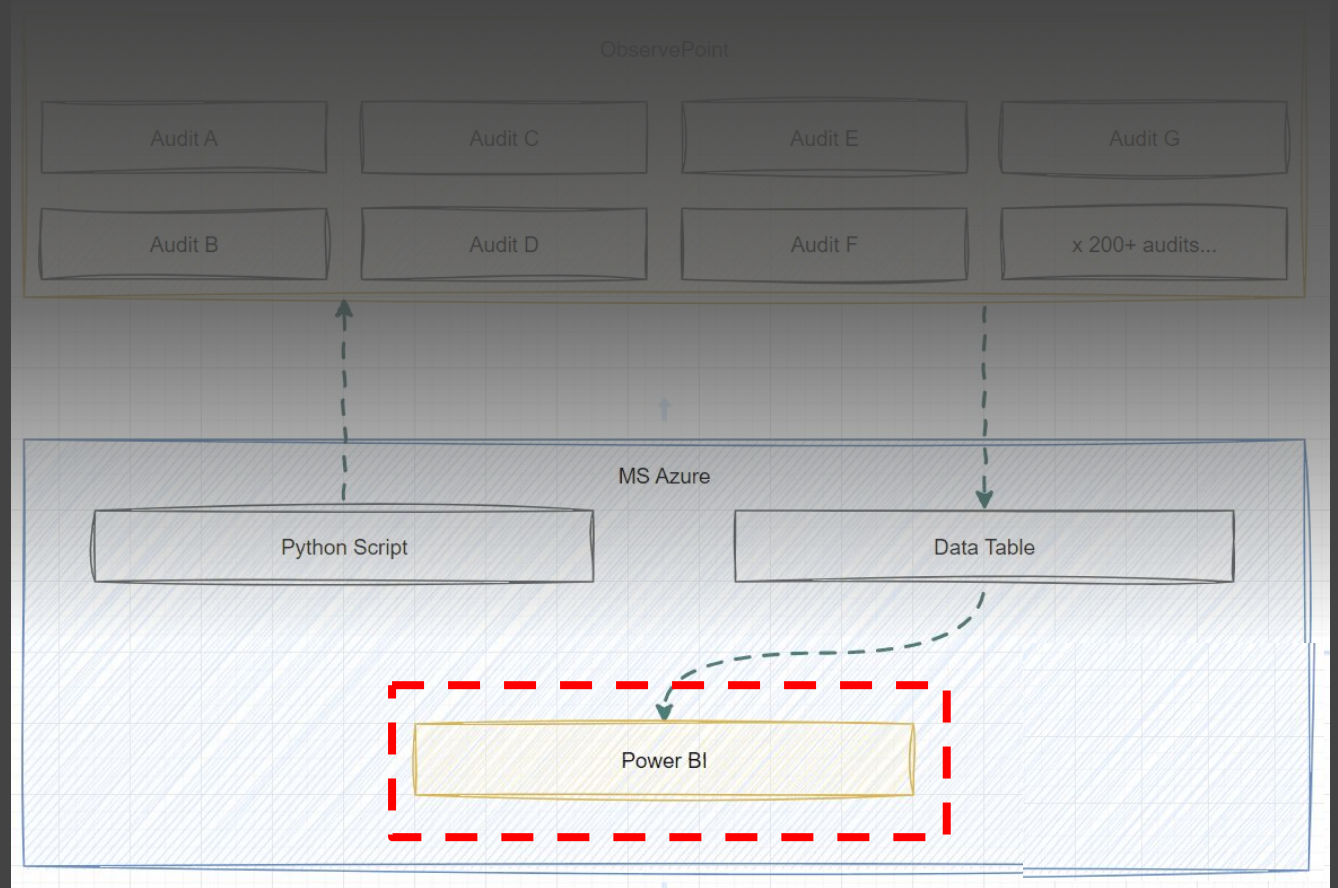 ObservePoint
Audit A
Audit C
Audit E
Audit G
Audit B
Audit D
Audit F
x 200+ audits...
MS Azure
Python Script
Data Table
Power BI